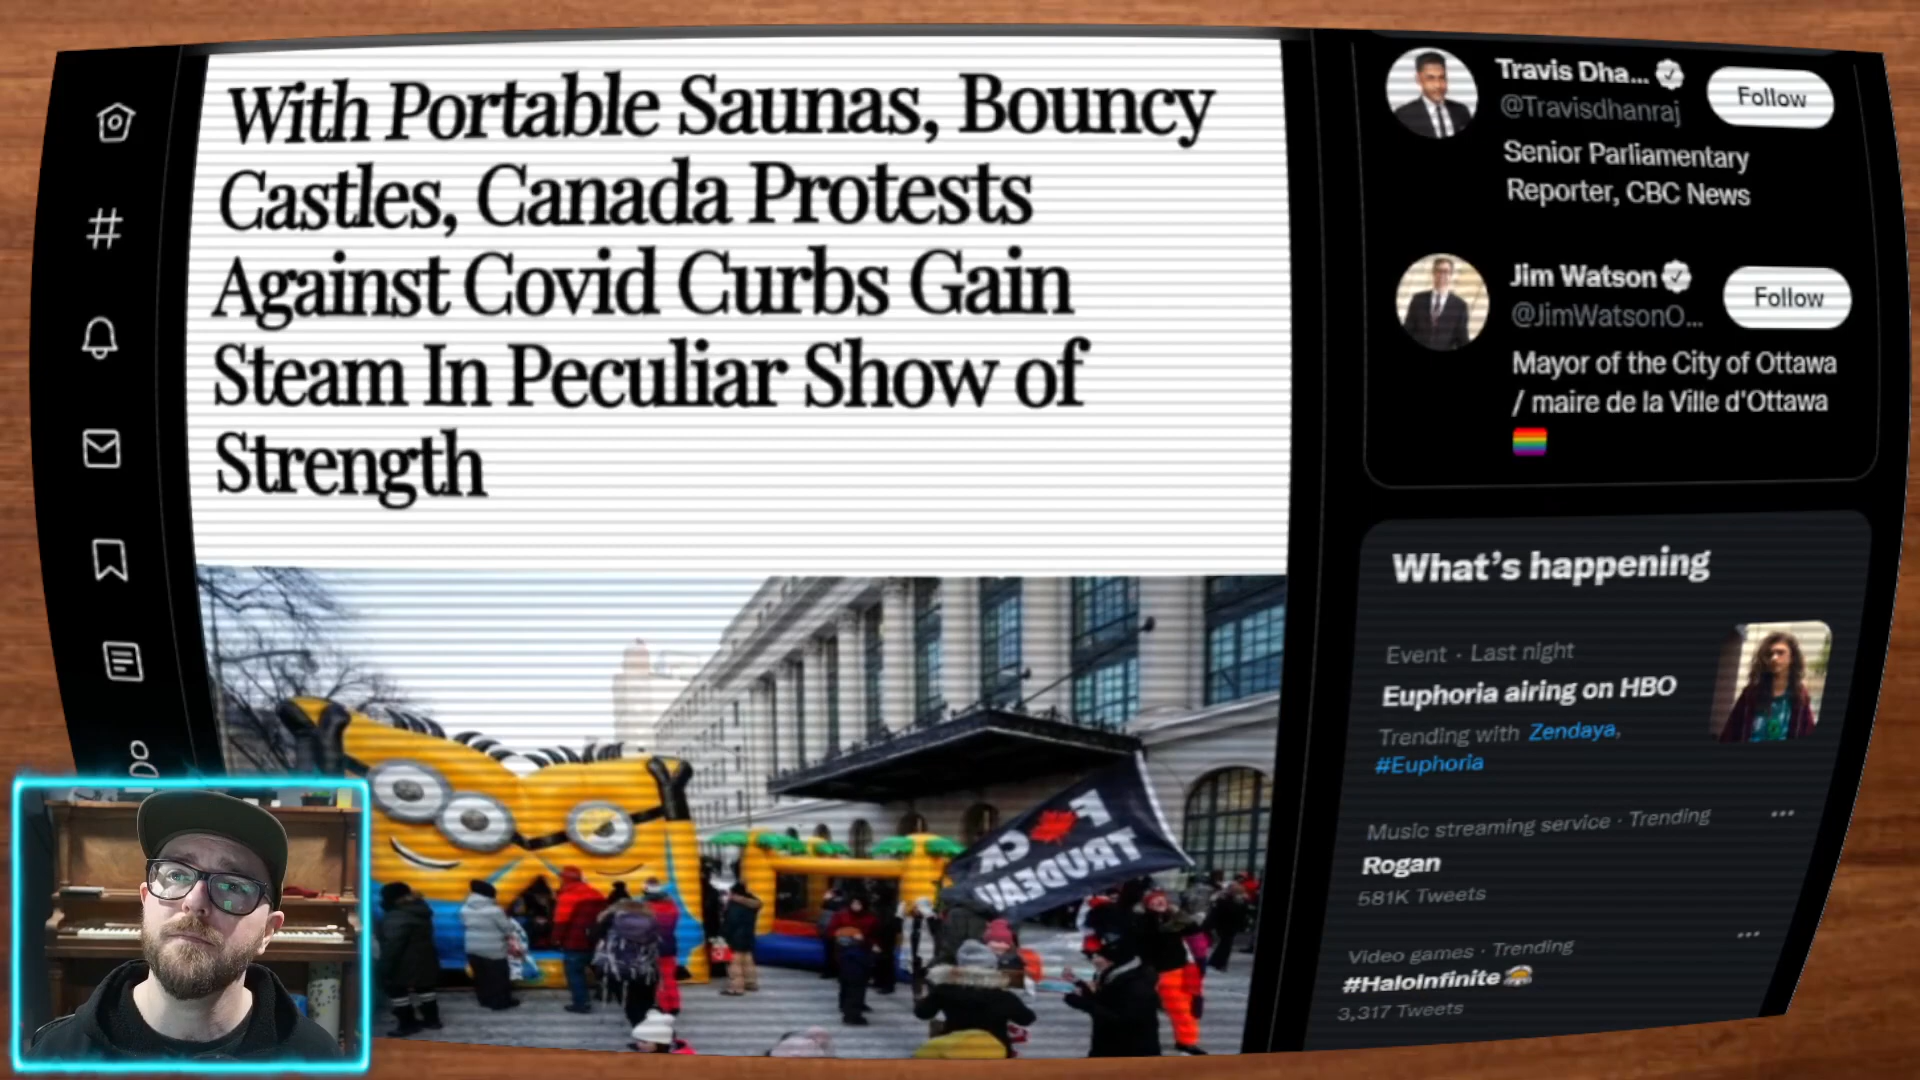 With Portable Saunas, Bouncy
Castles, Canada Protests
Against Covid Curbs Gain
Steam In Peculiar Show of
Strength
F CK
TRUDEAU
Travis Dha...
@Travisdhanraj
Follow
Senior Parliamentary
Reporter, CBC News
Jim Watson
@JimWatsonO...
Follow
Mayor of the City of Ottawa
/ maire de la Ville d'Ottawa
What's happening
Event · Last night
Euphoria airing on HBO
Trending with Zendaya,
#Euphoria
Music streaming service · Trending
Rogan
581K Tweets
Video games · Trending
#HaloInfinite
3,317 Tweets